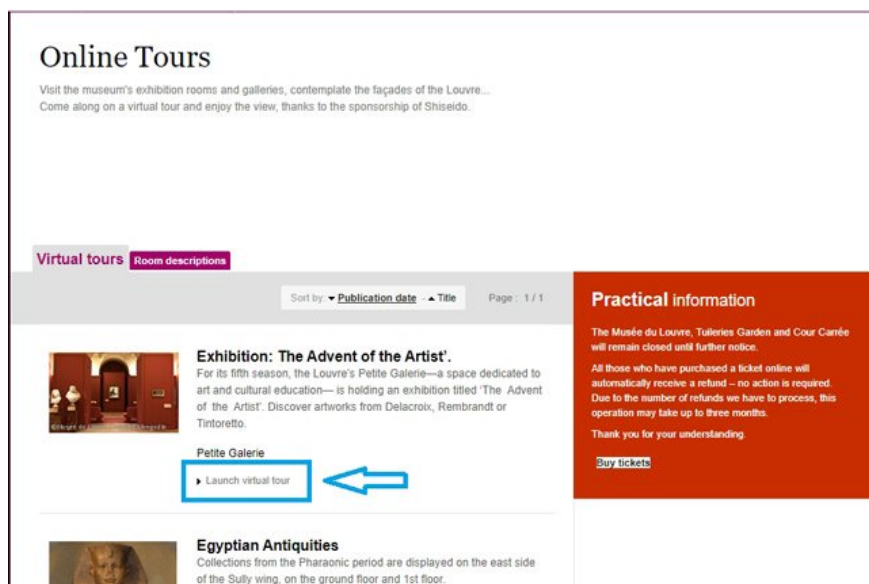 Online Tours
Visit the museum's exhibition rooms and galleries, contemplate the façades of the Louvre...
Come along on a virtual tour and enjoy the view, thanks to the sponsorship of Shiseido.
Virtual tours Room descriptions
Sort by: Publication date - Title Page : 1 / 1
Exhibition: The Advent of the Artist'.
For its fifth season, the Louvre's Petite Galerie—a space dedicated to
art and cultural education— is holding an exhibition titled 'The Advent
of the Artist'. Discover artworks from Delacroix, Rembrandt or
Tintoretto.
Petite Galerie
Launch virtual tour
Egyptian Antiquities
Collections from the Pharaonic period are displayed on the east side
of the Sully wing, on the ground floor and 1st floor.
Practical information
The Musée du Louvre, Tuileries Garden and Cour Carrée
will remain closed until further notice.
All those who have purchased a ticket online will
automatically receive a refund – no action is required.
Due to the number of refunds we have to process, this
operation may take up to three months.
Thank you for your understanding.
Buy tickets